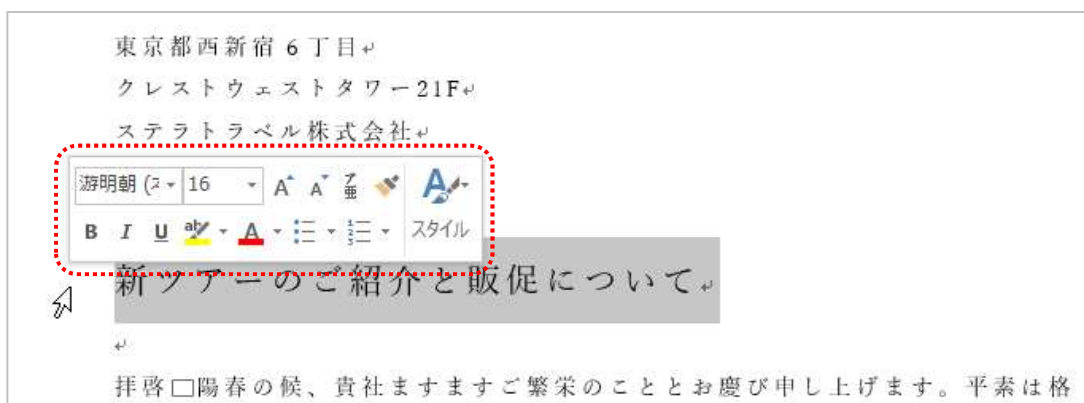 東京都西新宿6丁目↵
クレストウェストタワー21F↵
ステラトラベル株式会社↵
游明朝 (ス 16 A A ア亜
B I U aby A スタイル
新ツアーのご紹介と販促について↵
↵
拝啓□陽春の候、貴社ますますご繁栄のこととお慶び申し上げます。平素は格